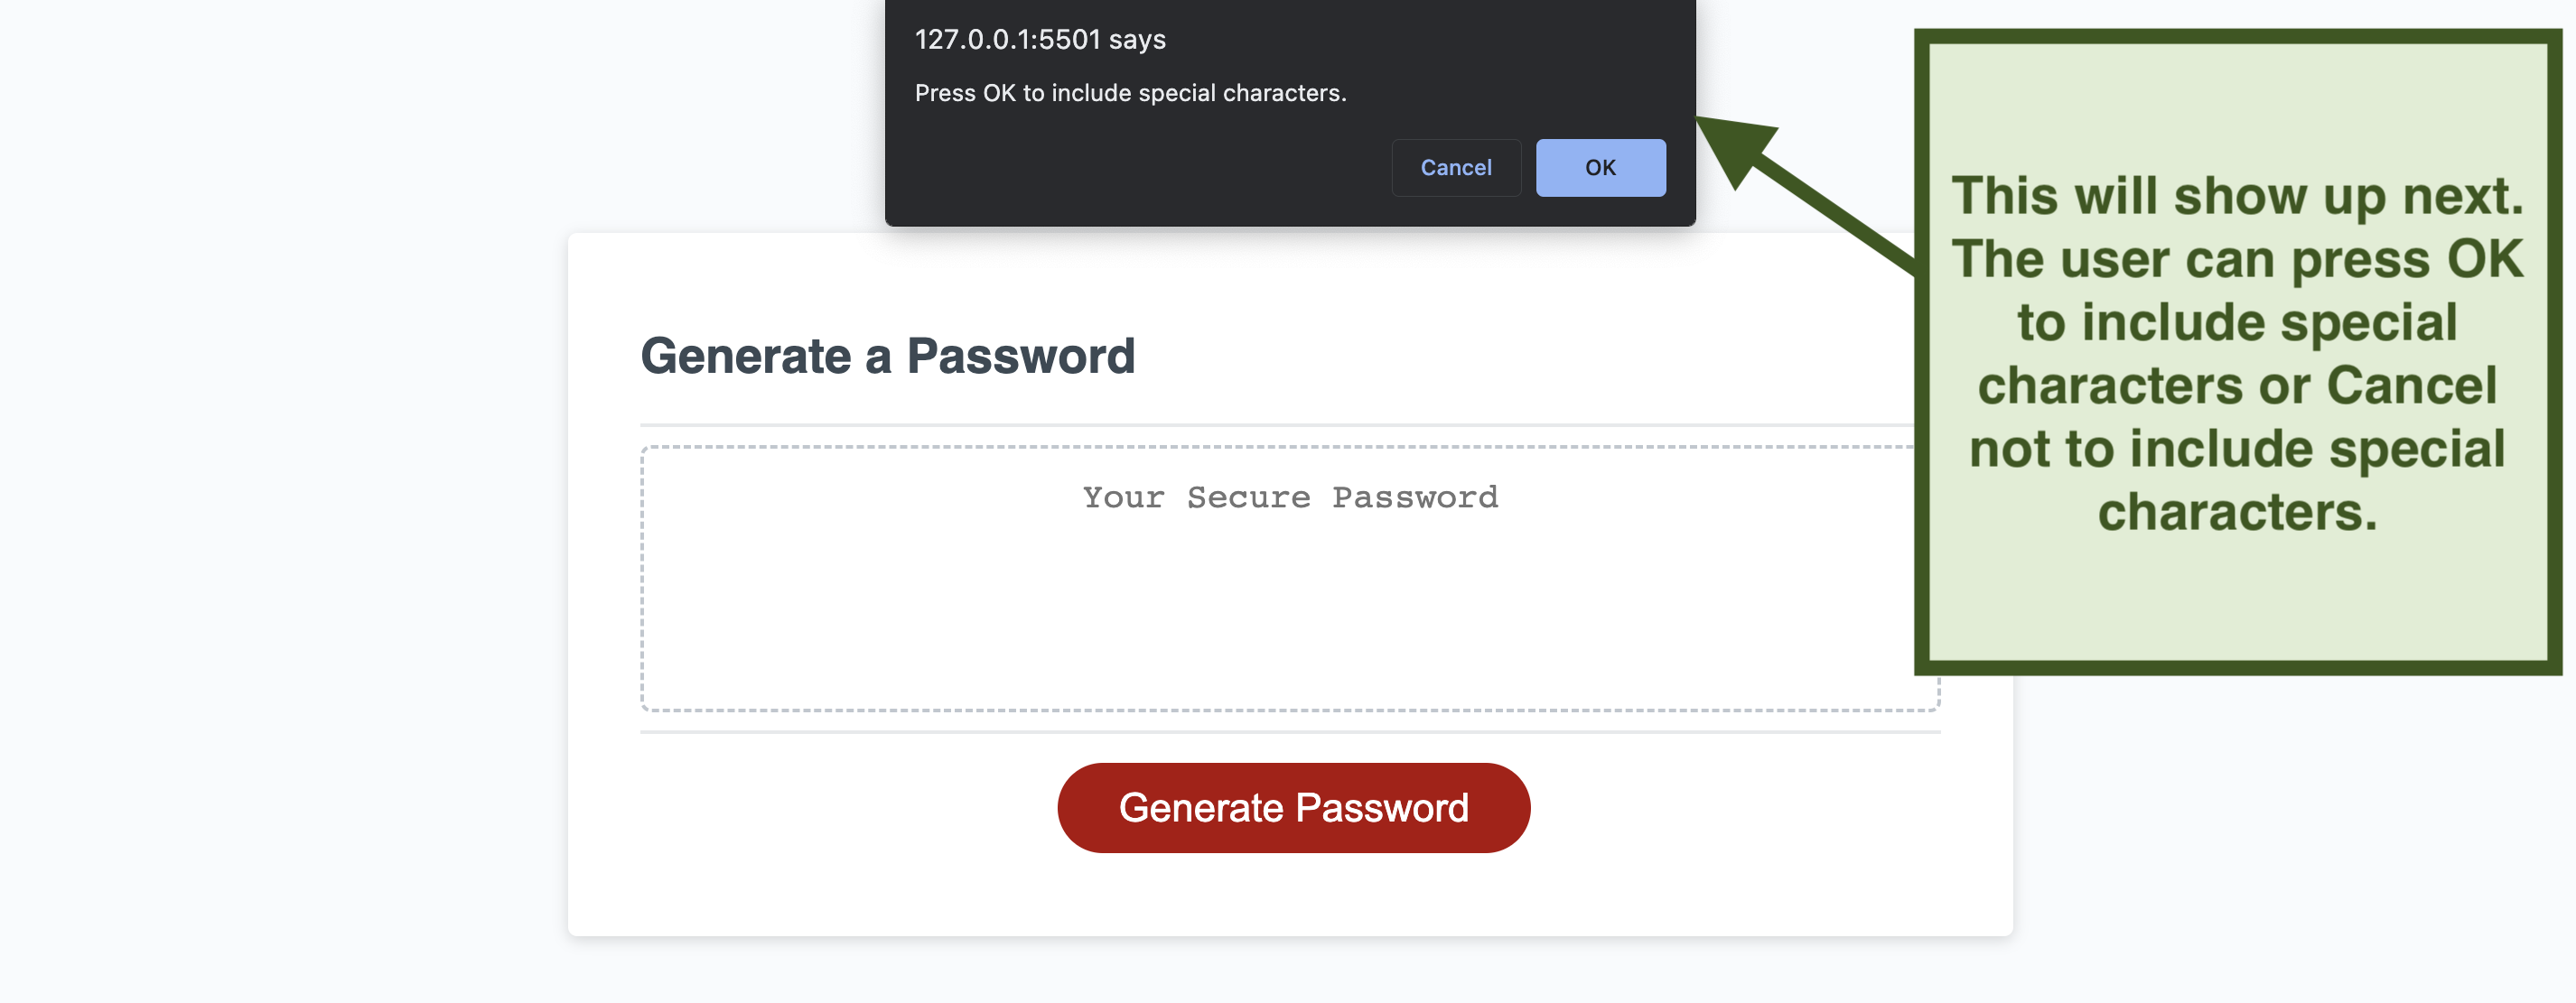 127.0.0.1:5501 says
Press OK to include special characters.
Cancel
OK
This will show up next.
The user can press OK
to include special
characters or Cancel
not to include special
characters.
Generate a Password
Your Secure Password
Generate Password